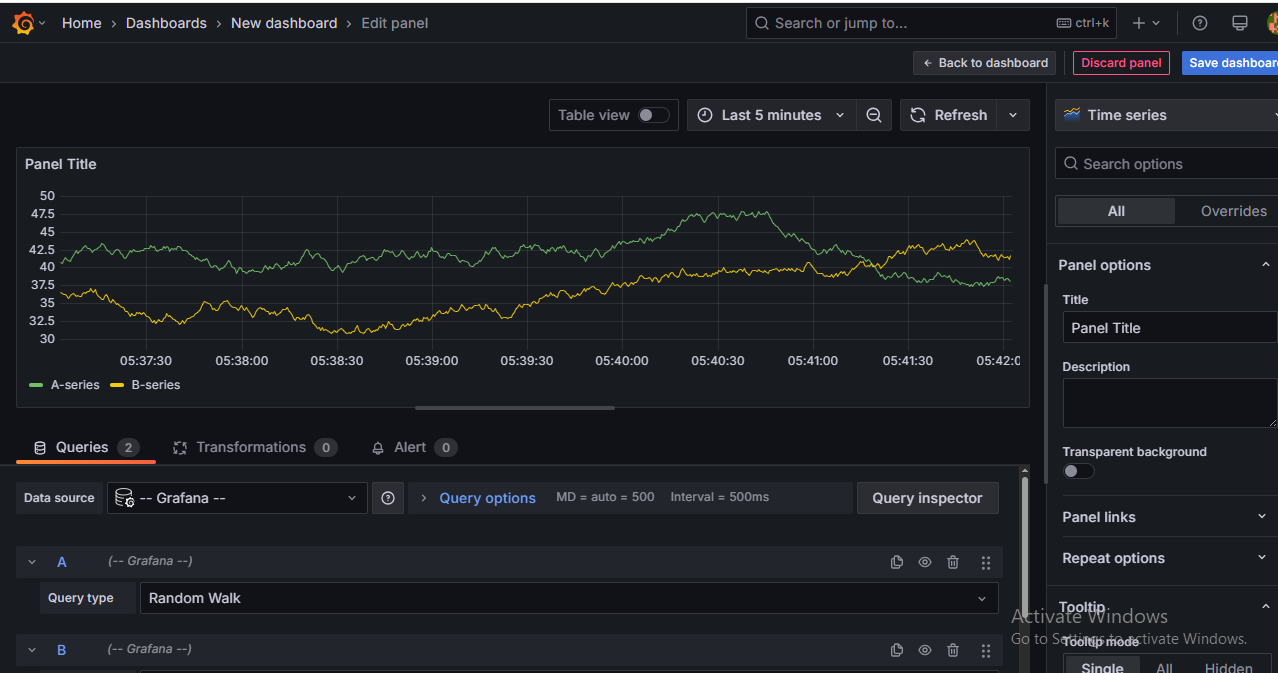 Home > Dashboards > New dashboard > Edit panel
Search or jump to... ctrl+k
Back to dashboard Discard panel Save dashboar
Table view Last 5 minutes Refresh
Time series
Search options
All Overrides
Panel Title
50
47.5
45
42.5
40
37.5
35
32.5
30
05:37:30 05:38:00 05:38:30 05:39:00 05:39:30 05:40:00 05:40:30 05:41:00 05:41:30 05:42:0
A-series B-series
Panel options
Title
Panel Title
Description
Transparent background
Panel links
Repeat options
Tooltip
Tooltip mode
Single All Hidden
Queries 2 Transformations 0 Alert 0
Data source -- Grafana -- Query options MD = auto = 500 Interval = 500ms Query inspector
A (-- Grafana --)
Query type Random Walk
B (-- Grafana --)
Activate Windows
Go to Settings to activate Windows.